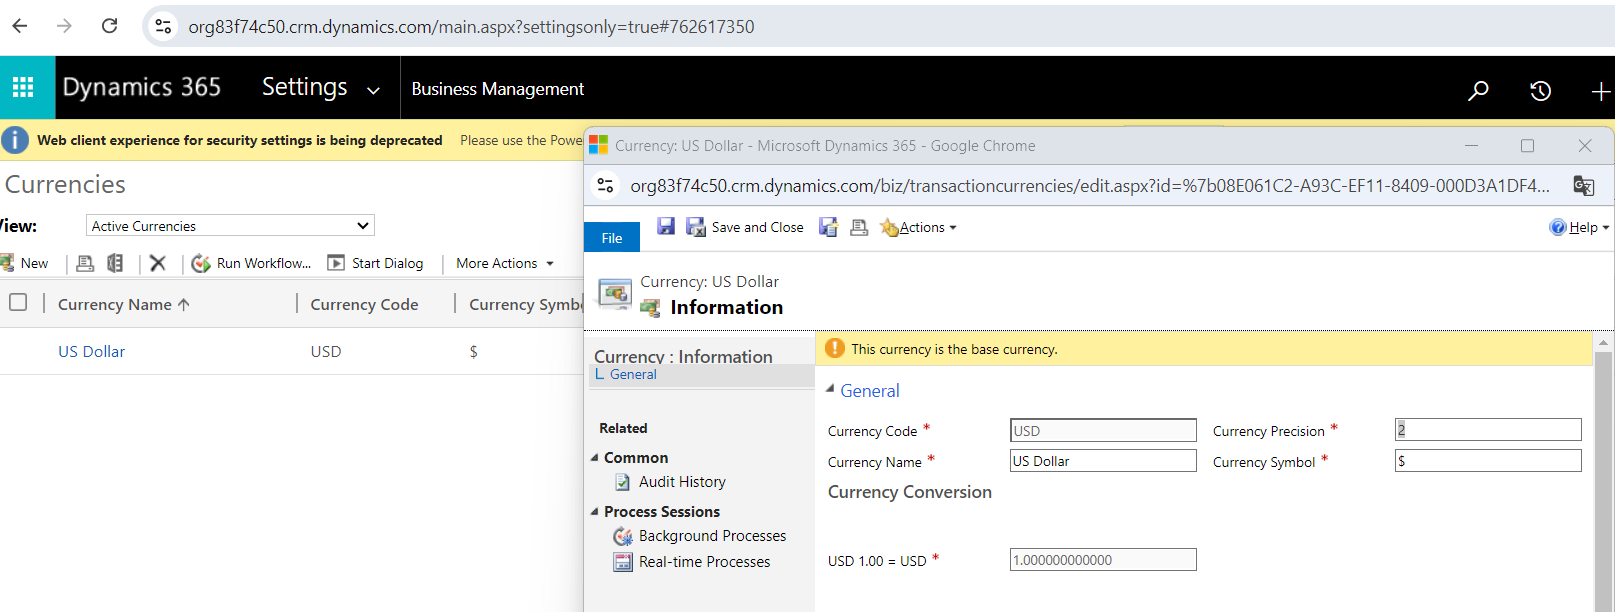 org83f74c50.crm.dynamics.com/main.aspx?settingsonly=true#762617350
Dynamics 365 Settings Business Management
Web client experience for security settings is being deprecated Please use the Powe
Currencies
View: Active Currencies
New Run Workflow... Start Dialog More Actions
Currency Name Currency Code Currency Symb
US Dollar USD $
Currency: US Dollar - Microsoft Dynamics 365 - Google Chrome
org83f74c50.crm.dynamics.com/biz/transactioncurrencies/edit.aspx?id=%7b08E061C2-A93C-EF11-8409-000D3A1DF4...
File Save and Close Actions Help
Currency: US Dollar
Information
Currency : Information
General
Related
Common
Audit History
Process Sessions
Background Processes
Real-time Processes
This currency is the base currency.
General
Currency Code * USD Currency Precision * 2
Currency Name * US Dollar Currency Symbol * $
Currency Conversion
USD 1.00 = USD * 1.000000000000